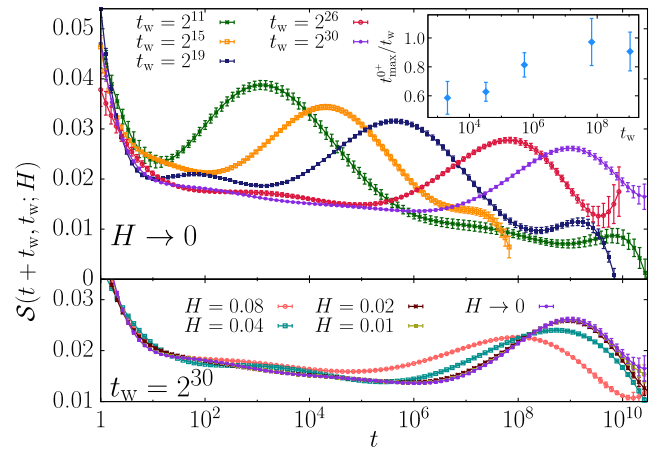 t_w = 2^11
t_w = 2^26
t_w = 2^15
t_w = 2^30
t_w = 2^19
t^{0+}_max/t_w
1.0
0.8
0.6
10^4
10^6
10^8
t_w
0.05
0.04
0.03
0.02
0.01
0
H → 0
S(t + t_w, t_w; H)
H = 0.08
H = 0.02
H → 0
H = 0.04
H = 0.01
0.03
0.02
0.01
t_w = 2^30
1
10^2
10^4
10^6
10^8
10^10
t